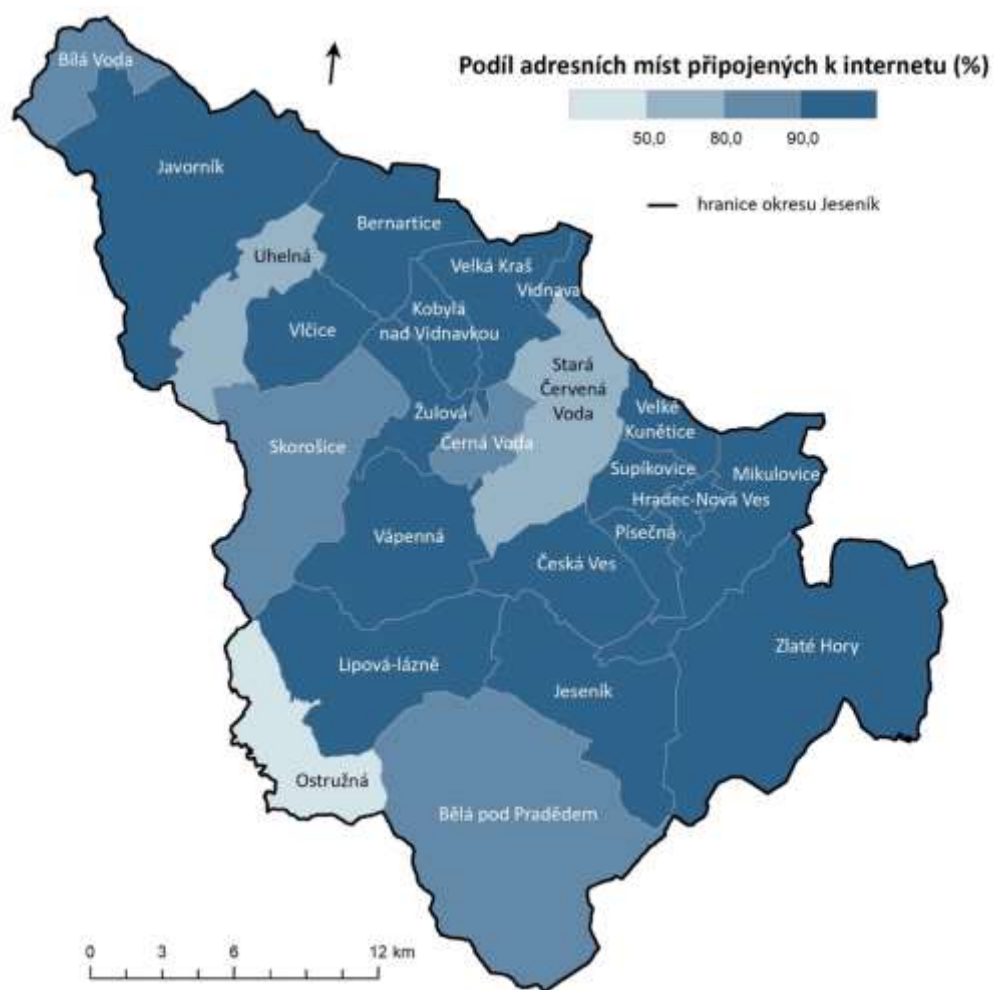 Bílá Voda
Podíl adresních míst připojených k internetu (%)
50,0 80,0 90,0
hranice okresu Jeseník
Javorník
Bernartice
Uhelná
Velká Kraš
Vidnava
Kobylá
nad Vidnavkou
Vlčice
Stará
Červená
Voda
Žulová
Černá Voda
Skorošice
Velké
Kunětice
Supíkovice
Mikulovice
Hradec-Nová Ves
Písečná
Vápenná
Česká Ves
Zlaté Hory
Lipová-lázně
Jeseník
Ostružná
Bělá pod Pradědem
0 3 6 12 km